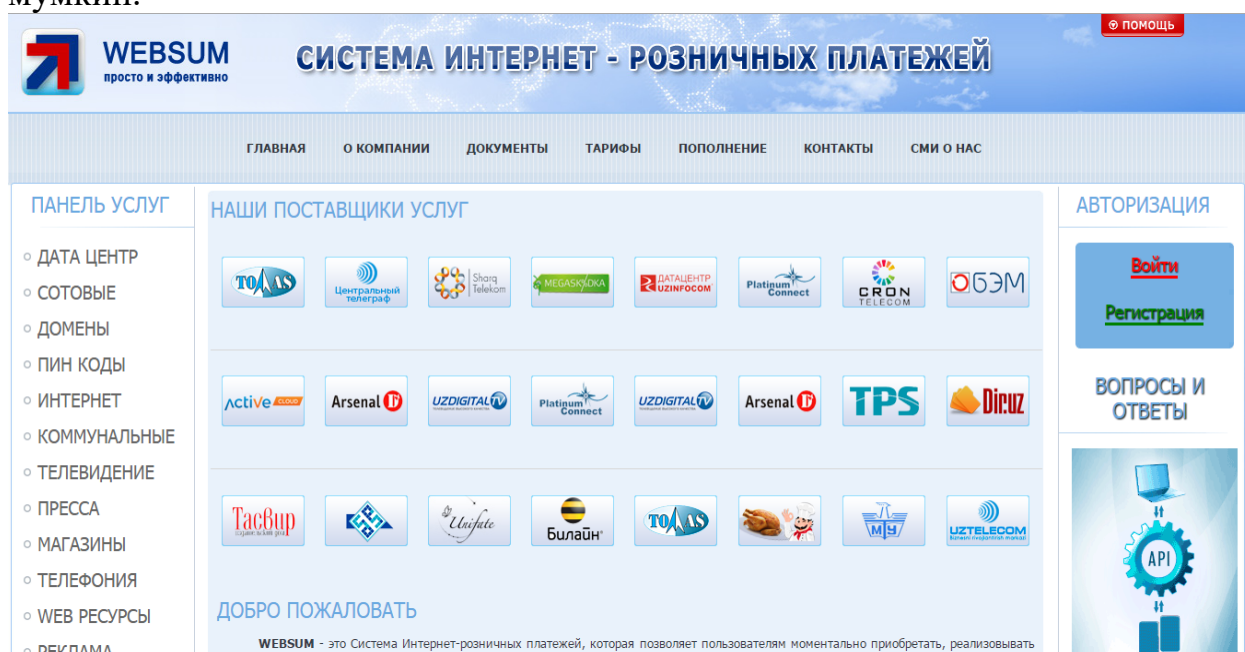 мумкин.
ПОМОЩЬ
WEBSUM
просто и эффективно
СИСТЕМА ИНТЕРНЕТ - РОЗНИЧНЫХ ПЛАТЕЖЕЙ
ГЛАВНАЯ О КОМПАНИИ ДОКУМЕНТЫ ТАРИФЫ ПОПОЛНЕНИЕ КОНТАКТЫ СМИ О НАС
ПАНЕЛЬ УСЛУГ
ДАТА ЦЕНТР
СОТОВЫЕ
ДОМЕНЫ
ПИН КОДЫ
ИНТЕРНЕТ
КОММУНАЛЬНЫЕ
ТЕЛЕВИДЕНИЕ
ПРЕССА
МАГАЗИНЫ
ТЕЛЕФОНИЯ
WEB РЕСУРСЫ
РЕКЛАМА
НАШИ ПОСТАВЩИКИ УСЛУГ
TOMAS
Центральный
телеграф
Sharq
Telekom
MEGASKIDKA
ДАТАЦЕНТР
UZINFOCOM
Platinum
Connect
CRON
TELECOM
БЭМ
Active CLOUD
Arsenal D
UZDIGITAL TV
Platinum
Connect
UZDIGITAL TV
Arsenal D
TPS
Dir.uz
Тасвир
Unifate
Билайн
TOMAS
МТУ
UZTELECOM
ДОБРО ПОЖАЛОВАТЬ
WEBSUM - это Система Интернет-розничных платежей, которая позволяет пользователям моментально приобретать, реализовывать
АВТОРИЗАЦИЯ
Войти
Регистрация
ВОПРОСЫ И
ОТВЕТЫ
API